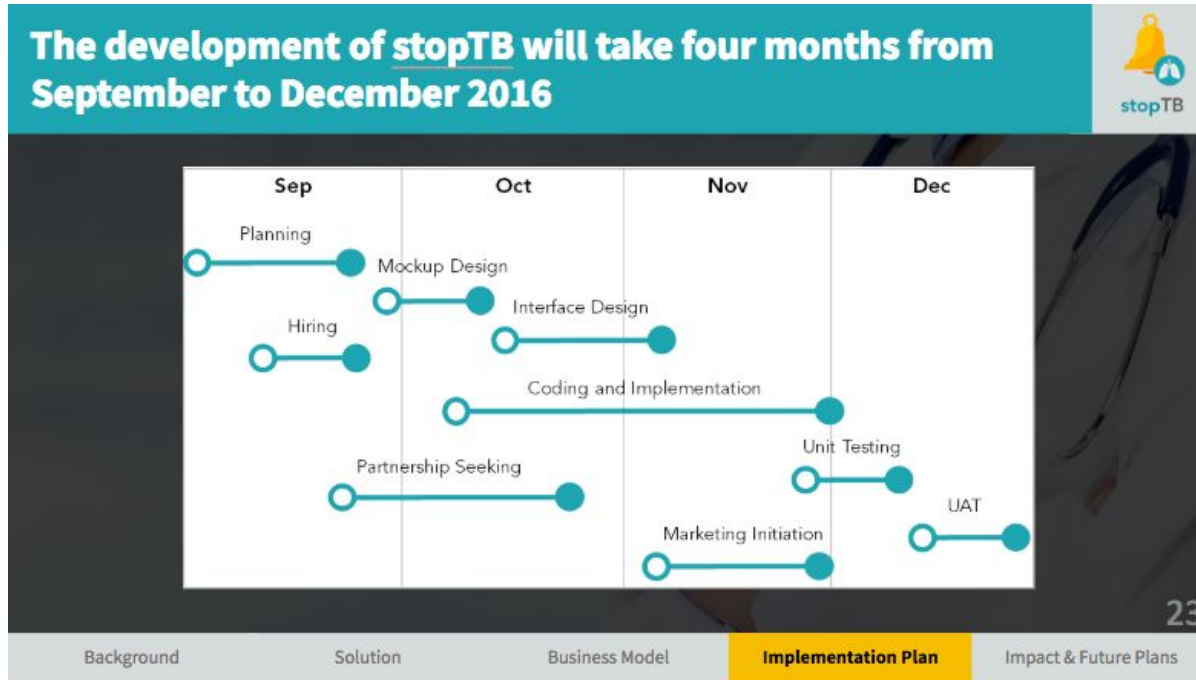 The development of stopTB will take four months from
September to December 2016
stopTB
Sep
Oct
Nov
Dec
Planning
Mockup Design
Interface Design
Hiring
Coding and Implementation
Unit Testing
Partnership Seeking
UAT
Marketing Initiation
23
Background
Solution
Business Model
Implementation Plan
Impact & Future Plans